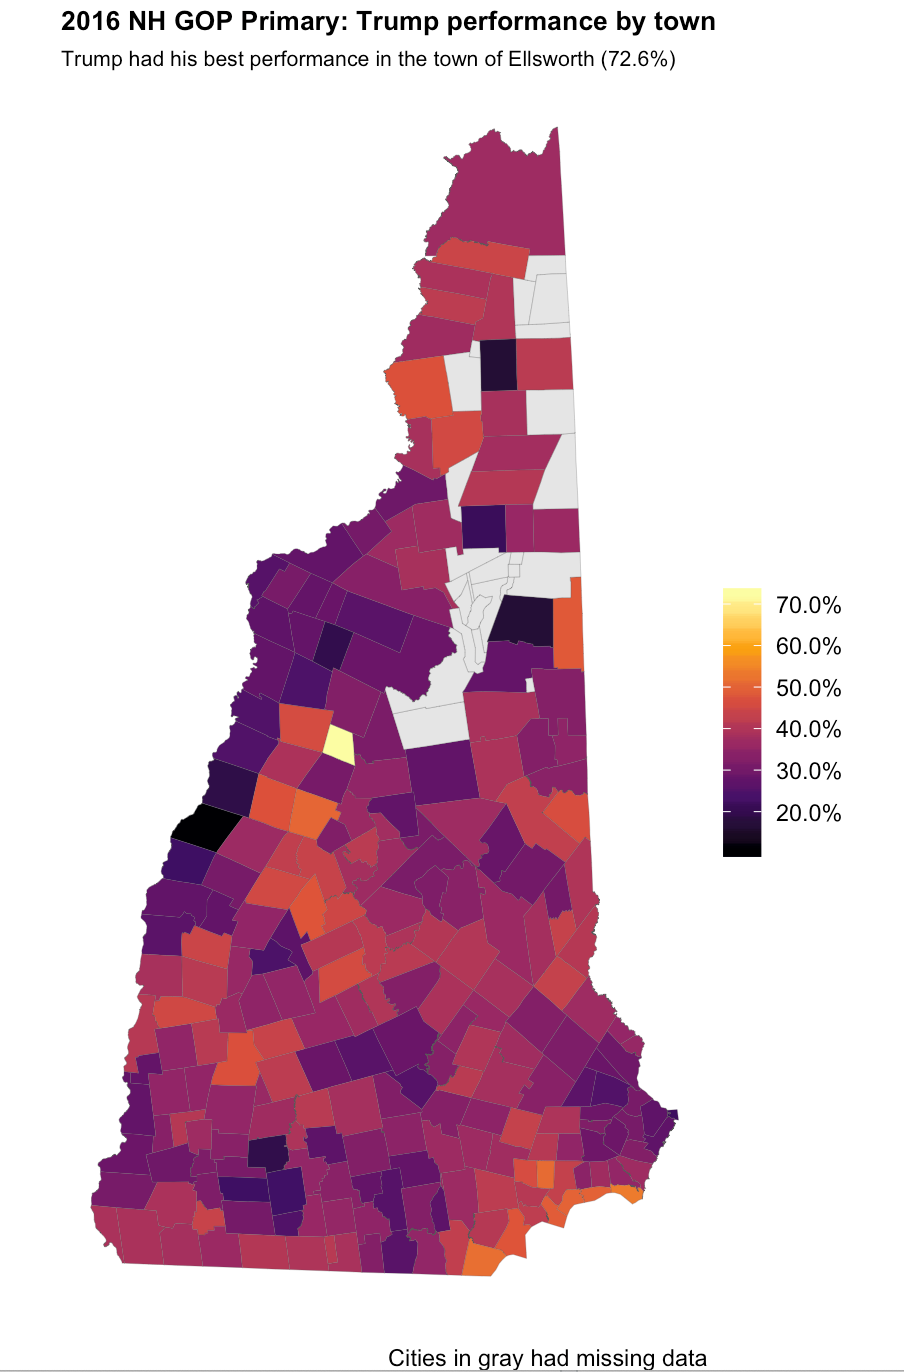 2016 NH GOP Primary: Trump performance by town
Trump had his best performance in the town of Ellsworth (72.6%)
70.0%
60.0%
50.0%
40.0%
30.0%
20.0%
Cities in gray had missing data